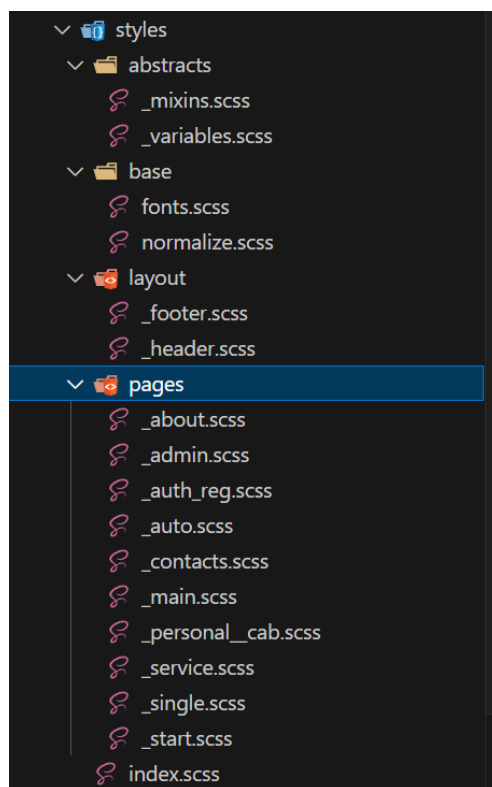 styles
abstracts
_mixins.scss
_variables.scss
base
fonts.scss
normalize.scss
layout
_footer.scss
_header.scss
pages
_about.scss
_admin.scss
_auth_reg.scss
_auto.scss
_contacts.scss
_main.scss
_personal__cab.scss
_service.scss
_single.scss
_start.scss
index.scss